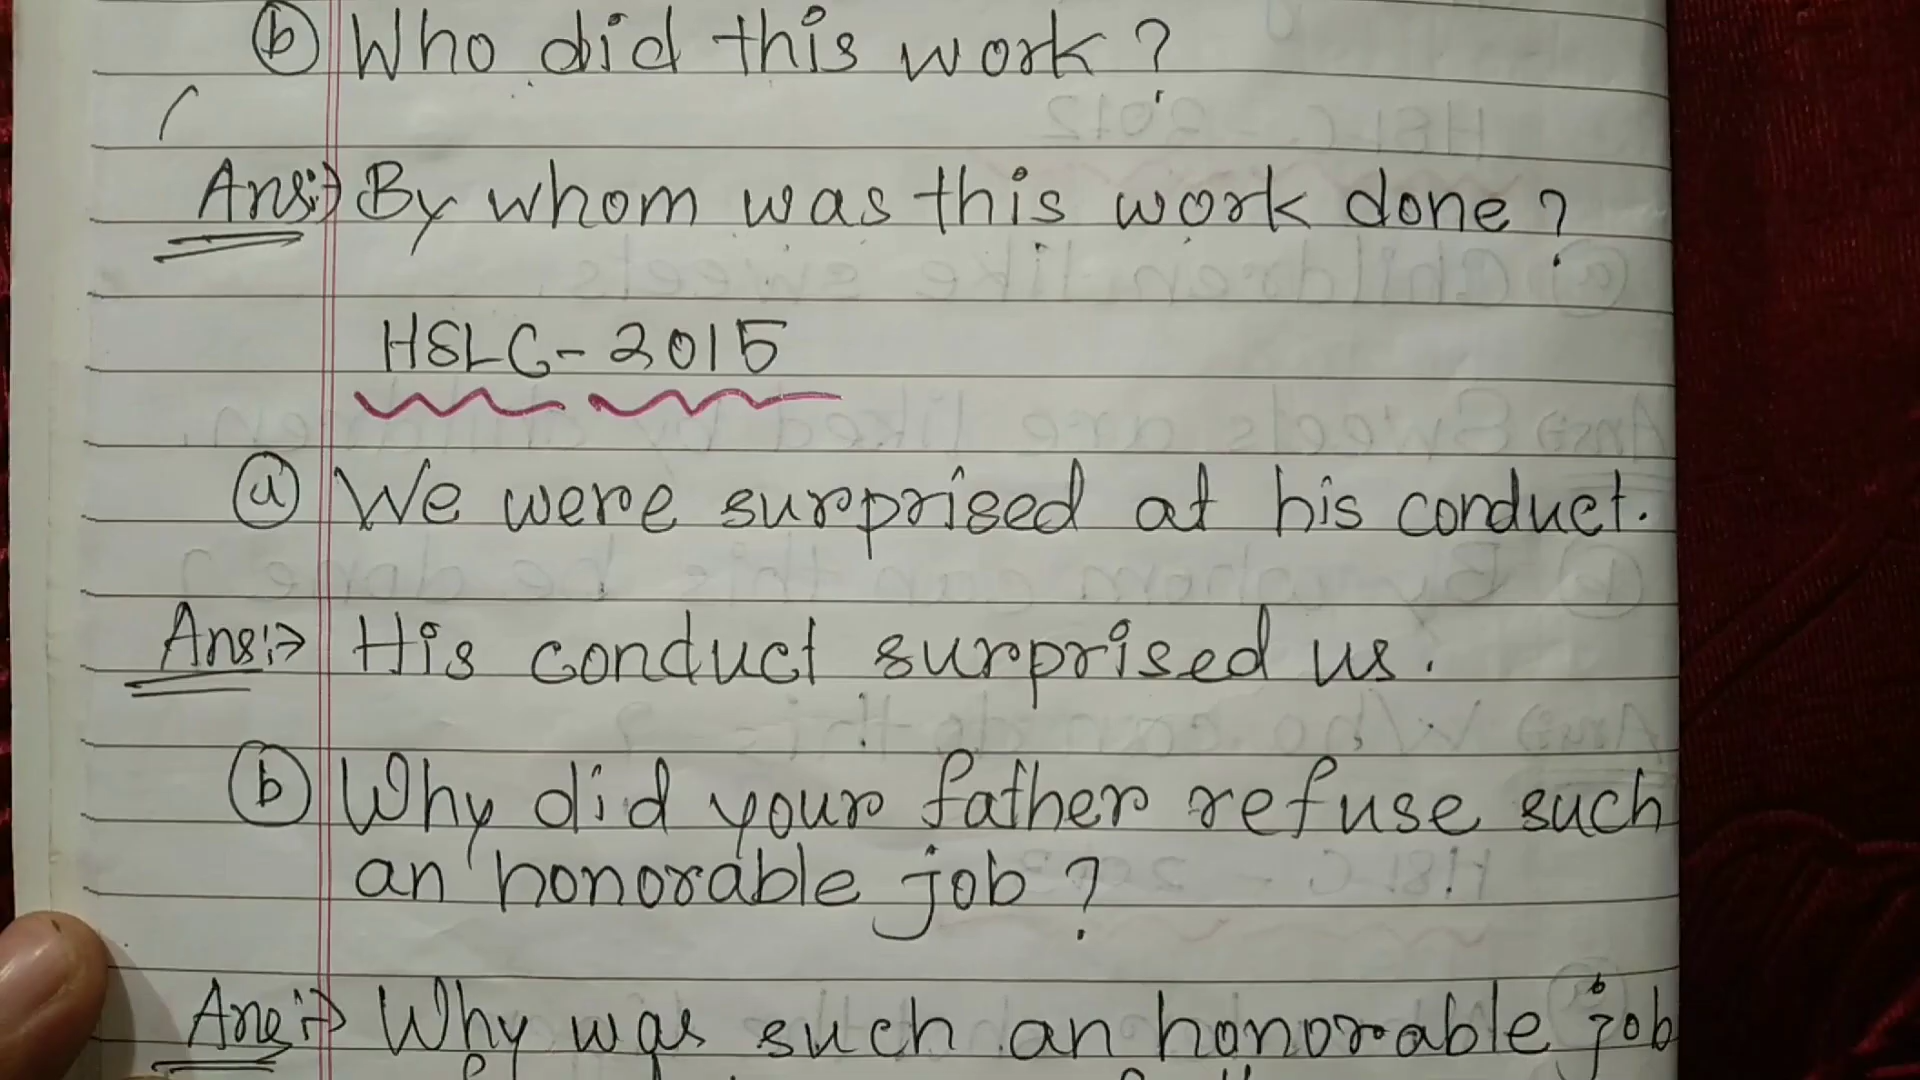 (b) Who did this work?
Ans:→ By whom was this work done?
HSLC-2015
(a) We were surprised at his conduct.
Ans:→ His conduct surprised us.
(b) Why did your father refuse such
an honorable job?
Ans:→ Why was such an honorable job